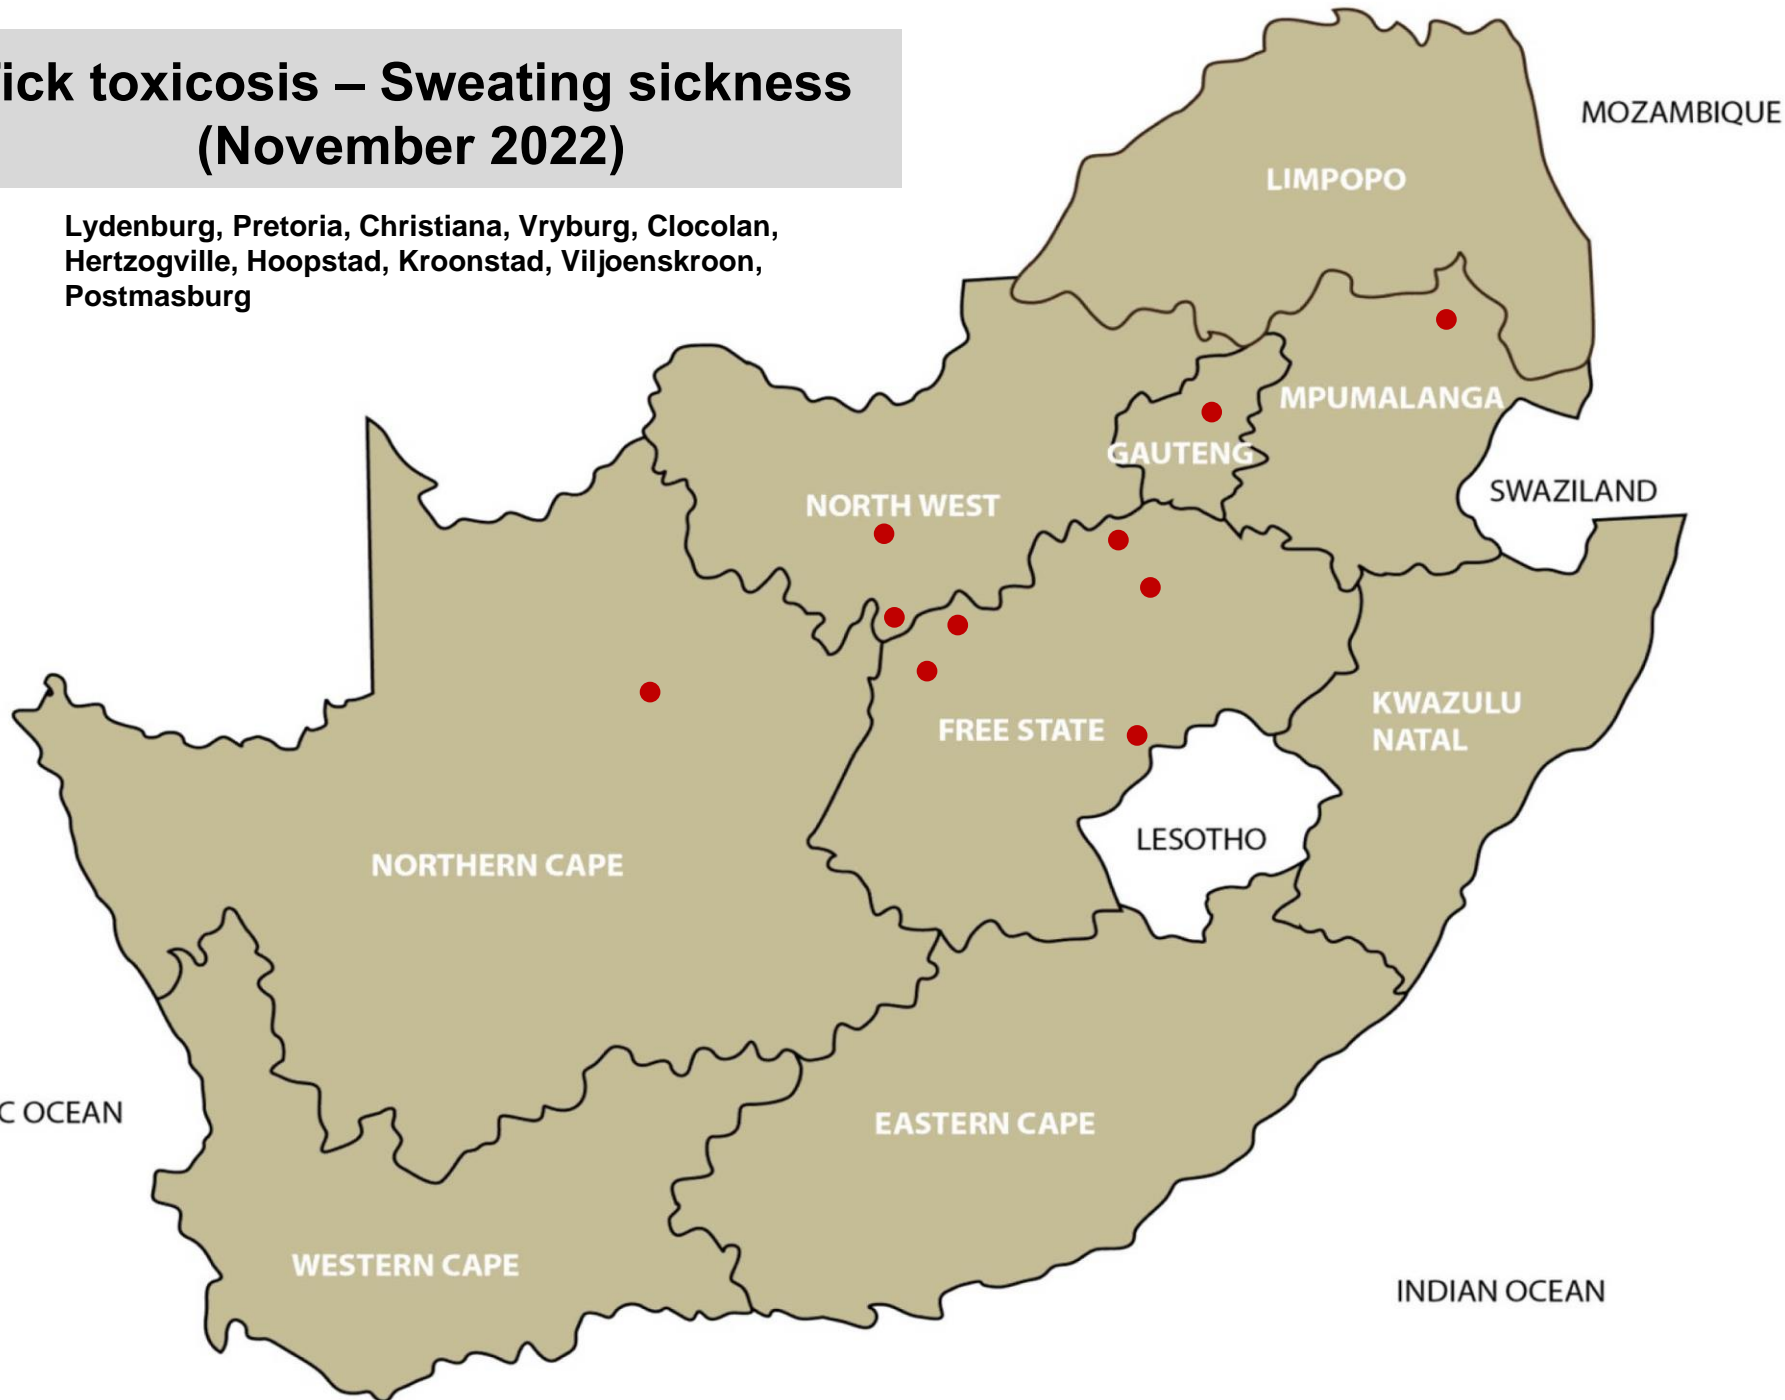 ick toxicosis – Sweating sickness
(November 2022)
Lydenburg, Pretoria, Christiana, Vryburg, Clocolan,
Hertzogville, Hoopstad, Kroonstad, Viljoenskroon,
Postmasburg
MOZAMBIQUE
LIMPOPO
MPUMALANGA
GAUTENG
SWAZILAND
NORTH WEST
KWAZULU
NATAL
FREE STATE
LESOTHO
NORTHERN CAPE
C OCEAN
EASTERN CAPE
WESTERN CAPE
INDIAN OCEAN